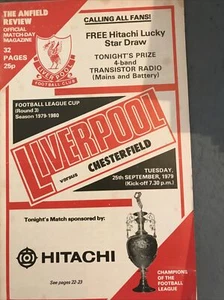 THE ANFIELD
REVIEW
OFFICIAL
MATCH-DAY
MAGAZINE
32
PAGES
25p
LIVERPOOL
CALLING ALL FANS!
FREE Hitachi Lucky
Star Draw
TONIGHT'S PRIZE
4-band
TRANSISTOR RADIO
(Mains and Battery)
FOOTBALL LEAGUE CUP
(Round 3)
Season 1979-1980
LIVERPOOL
versus
CHESTERFIELD
TUESDAY,
25th SEPTEMBER, 1979
(Kick-off 7.30 p.m.)
Tonight's Match sponsored by:
HITACHI
See pages 22-23
CHAMPIONS
OF THE
FOOTBALL
LEAGUE